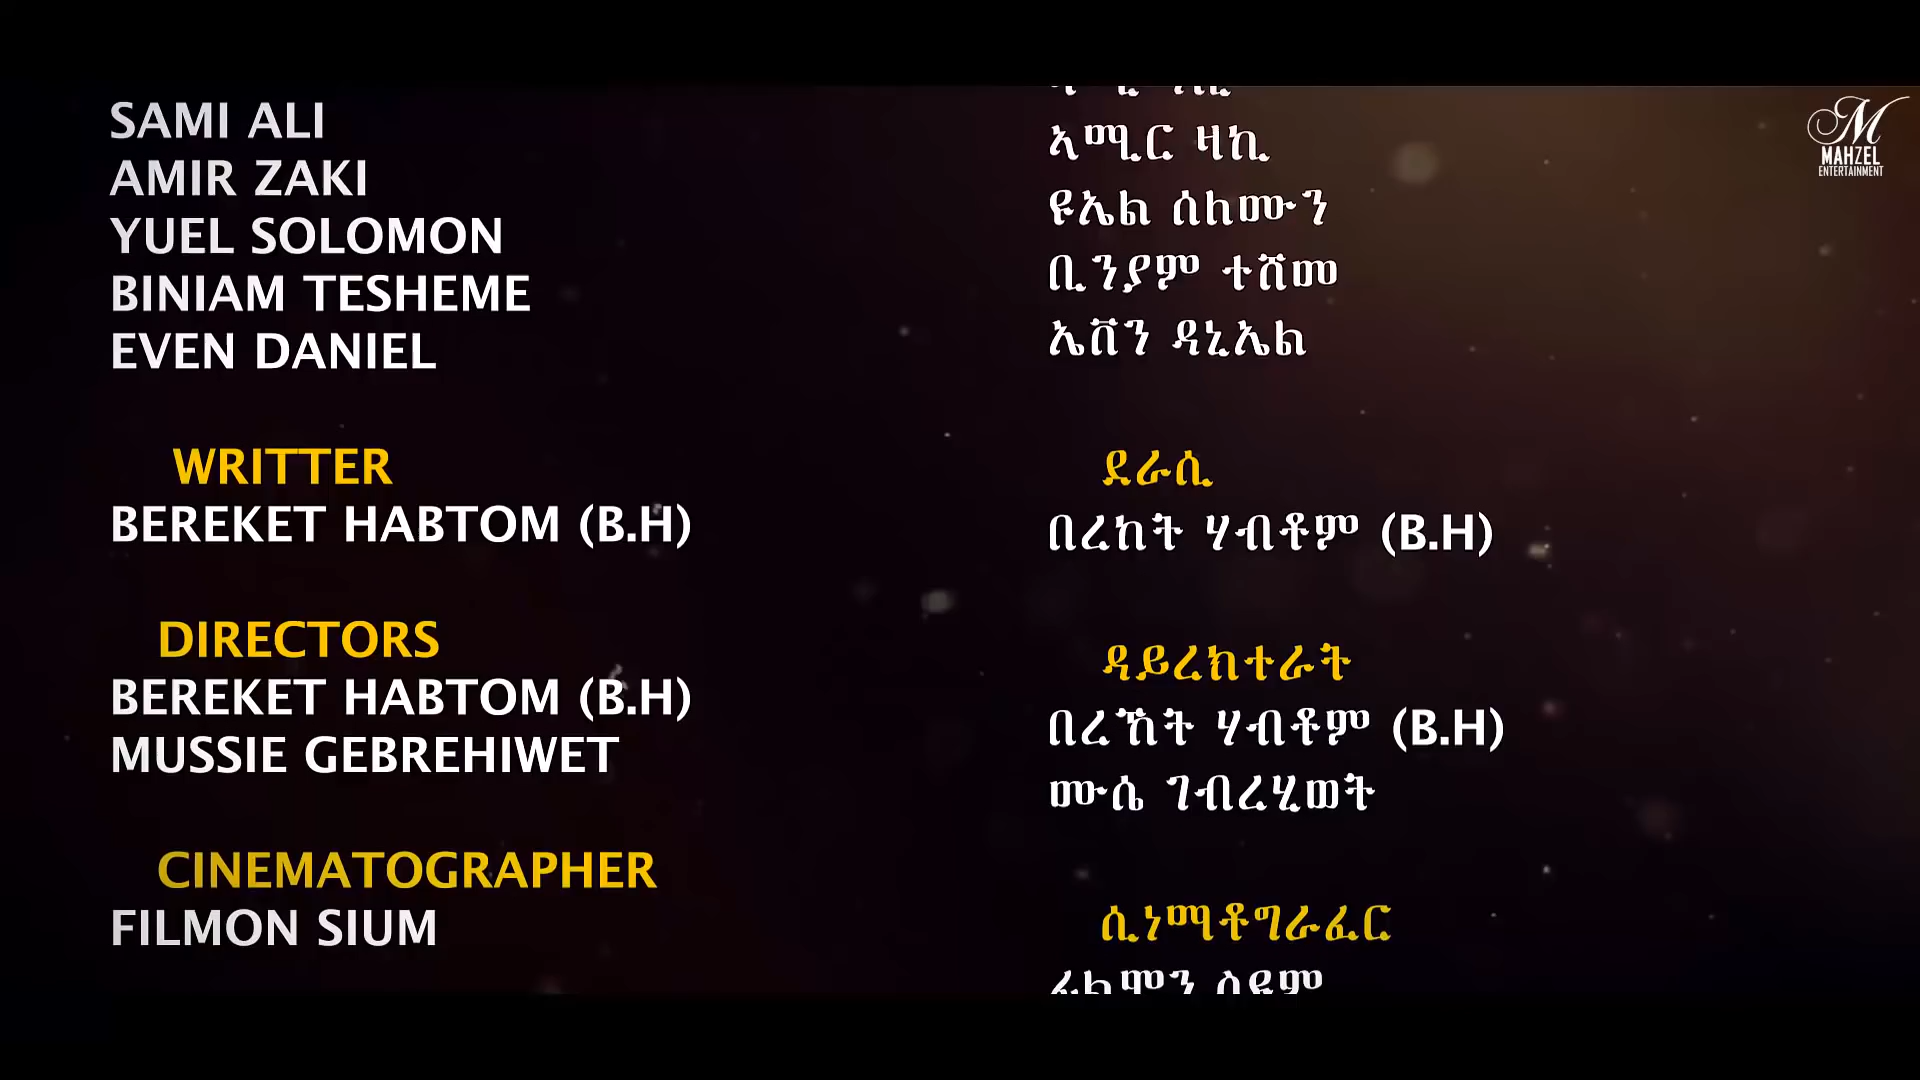 SAMI ALI
AMIR ZAKI
YUEL SOLOMON
BINIAM TESHEME
EVEN DANIEL
WRITTER
BEREKET HABTOM (B.H)
DIRECTORS
BEREKET HABTOM (B.H)
MUSSIE GEBREHIWET
CINEMATOGRAPHER
FILMON SIUM
ኣሚር ዛኪ
ዩኤል ሰለሙን
ቢንያም ተሸመ
ኤቨን ዳኒኤል
ደራሲ
በረከት ሃብቶም (B.H)
ዳይረክተራት
በረኸት ሃብቶም (B.H)
ሙሴ ገብረሂወት
ሲነማቶግራፈር
M
MAHZEL
ENTERTAINMENT